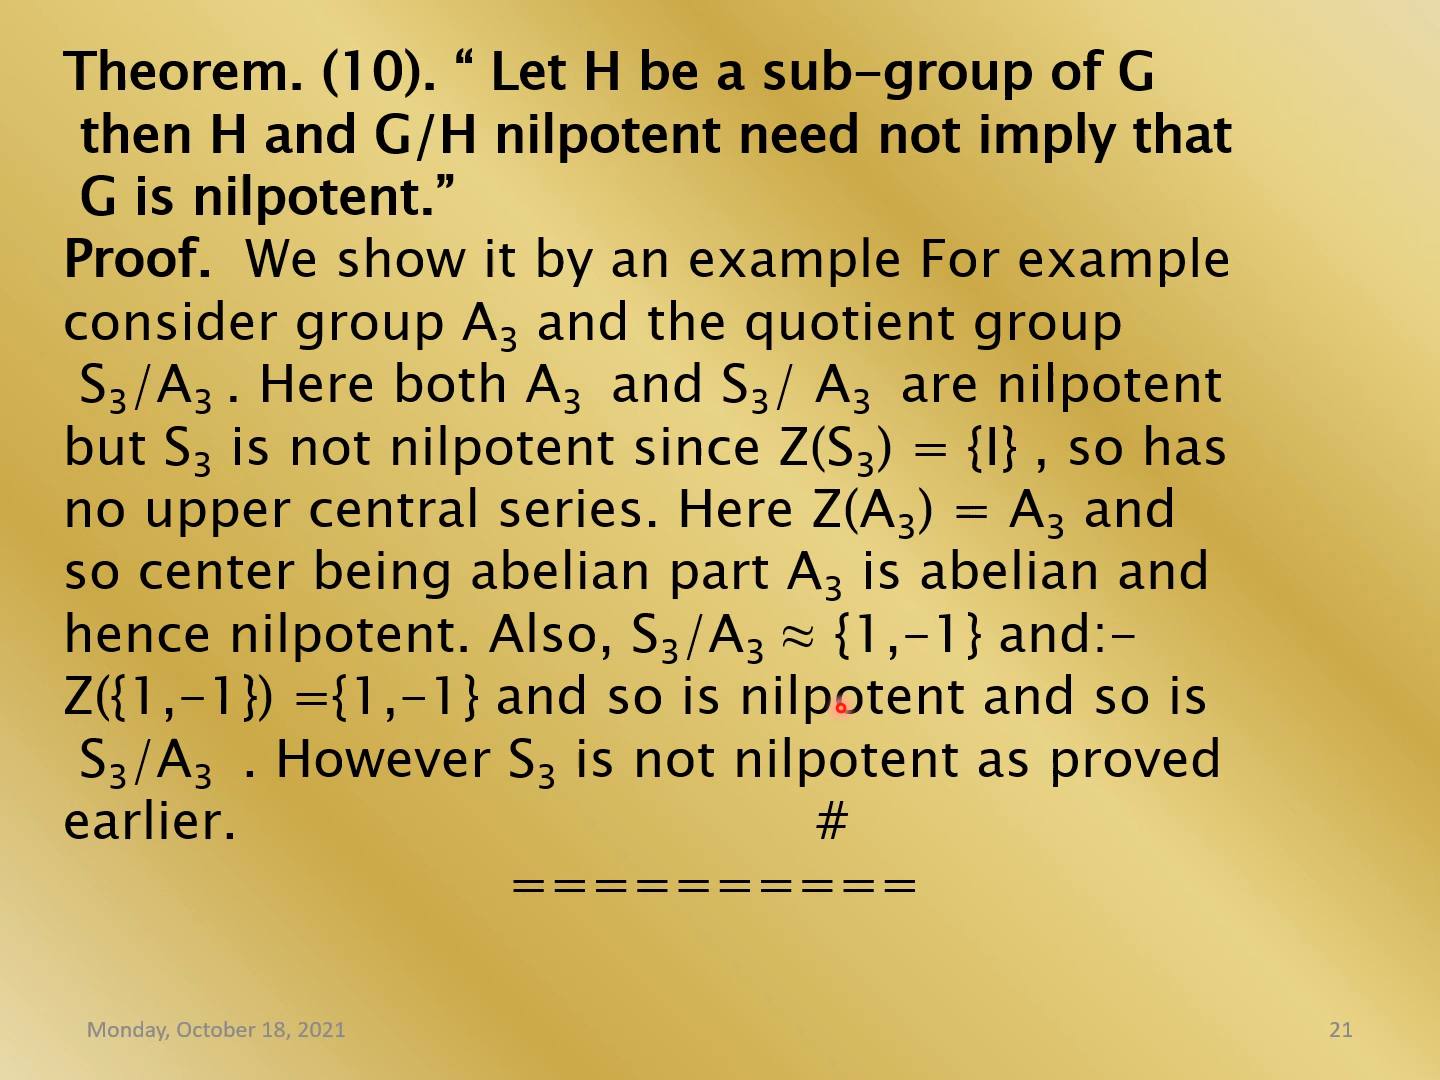 Theorem. (10). “ Let H be a sub-group of G
then H and G/H nilpotent need not imply that
G is nilpotent.”
Proof. We show it by an example For example
consider group A₃ and the quotient group
S₃/A₃ . Here both A₃ and S₃/ A₃ are nilpotent
but S₃ is not nilpotent since Z(S₃) = {I} , so has
no upper central series. Here Z(A₃) = A₃ and
so center being abelian part A₃ is abelian and
hence nilpotent. Also, S₃/A₃ ≈ {1,-1} and:-
Z({1,-1}) ={1,-1} and so is nilpotent and so is
S₃/A₃ . However S₃ is not nilpotent as proved
earlier. #
==========
Monday, October 18, 2021 21